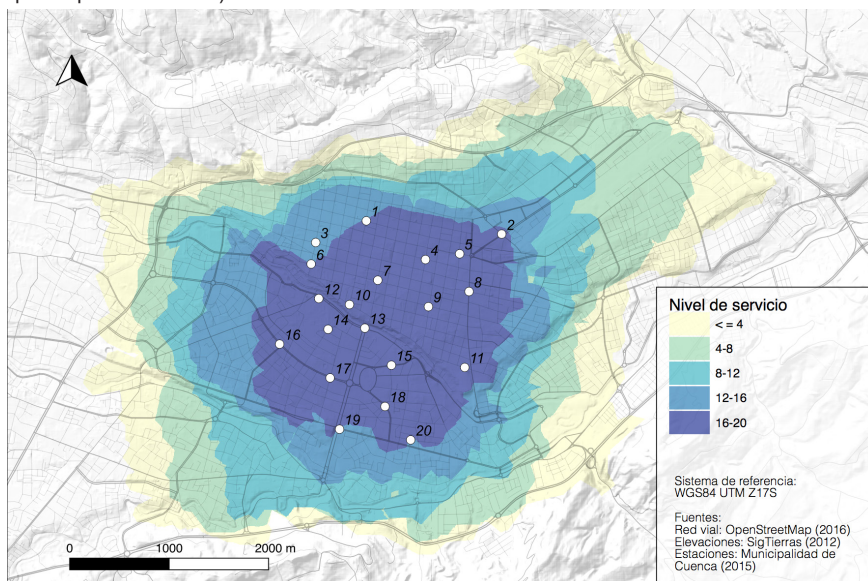 1
2
3
4
5
6
7
8
9
10
11
12
13
14
15
16
17
18
19
20
Nivel de servicio
< = 4
4-8
8-12
12-16
16-20
Sistema de referencia:
WGS84 UTM Z17S
Fuentes:
Red vial: OpenStreetMap (2016)
Elevaciones: SigTierras (2012)
Estaciones: Municipalidad de
Cuenca (2015)
0 1000 2000 m